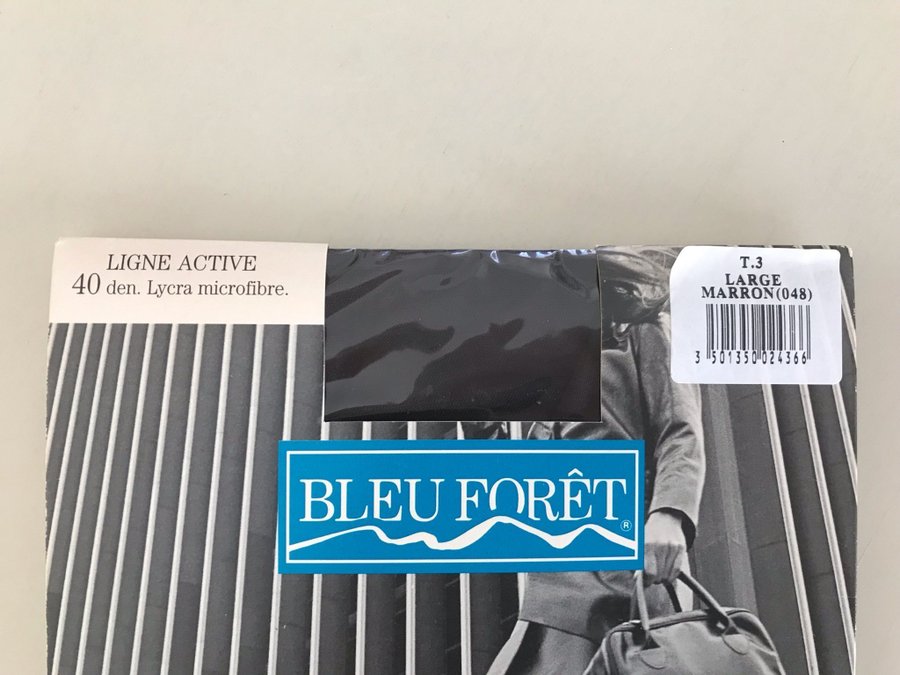 LIGNE ACTIVE
40 den. Lycra microfibre.
T.3
LARGE
MARRON(048)
3 501350 024366
BLEU FORÊT
®